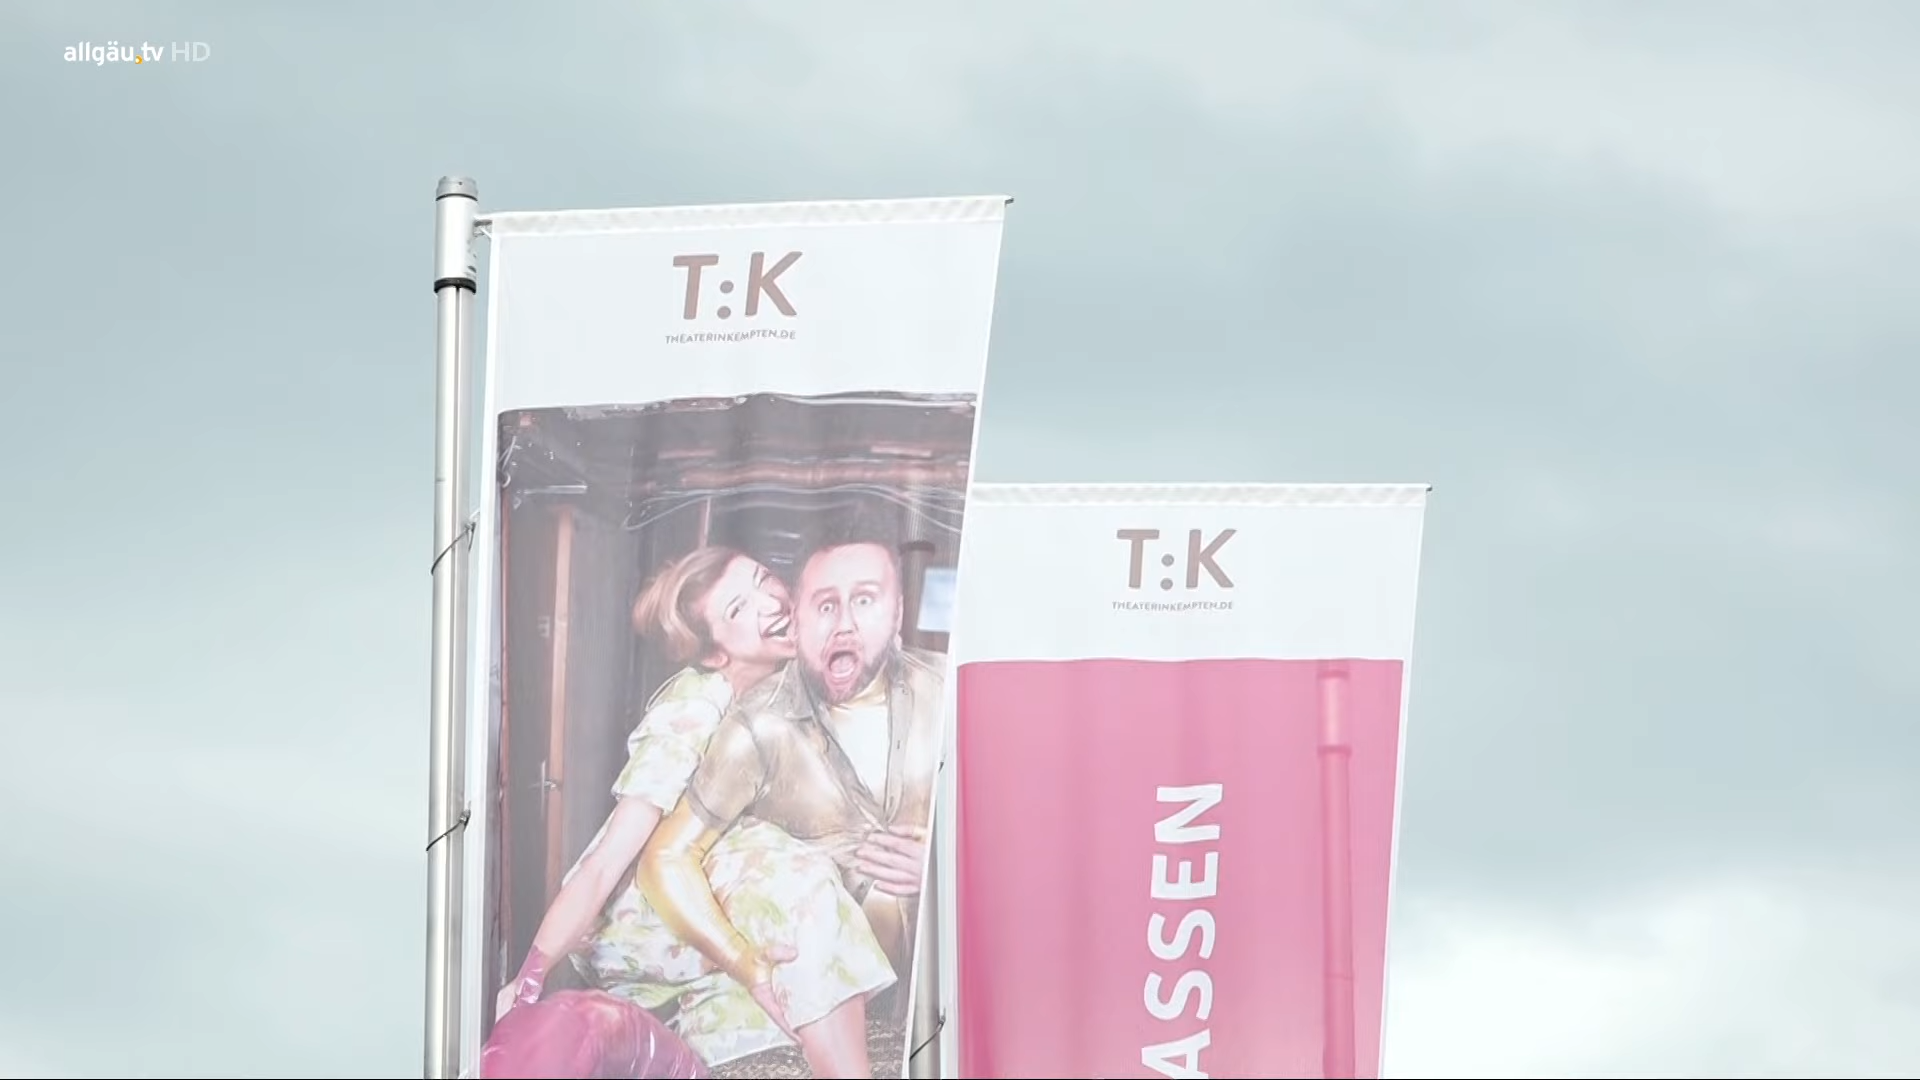 allgäu.tv HD
T:K
THEATERINKEMPTEN.DE
T:K
THEATERINKEMPTEN.DE
ASSEN